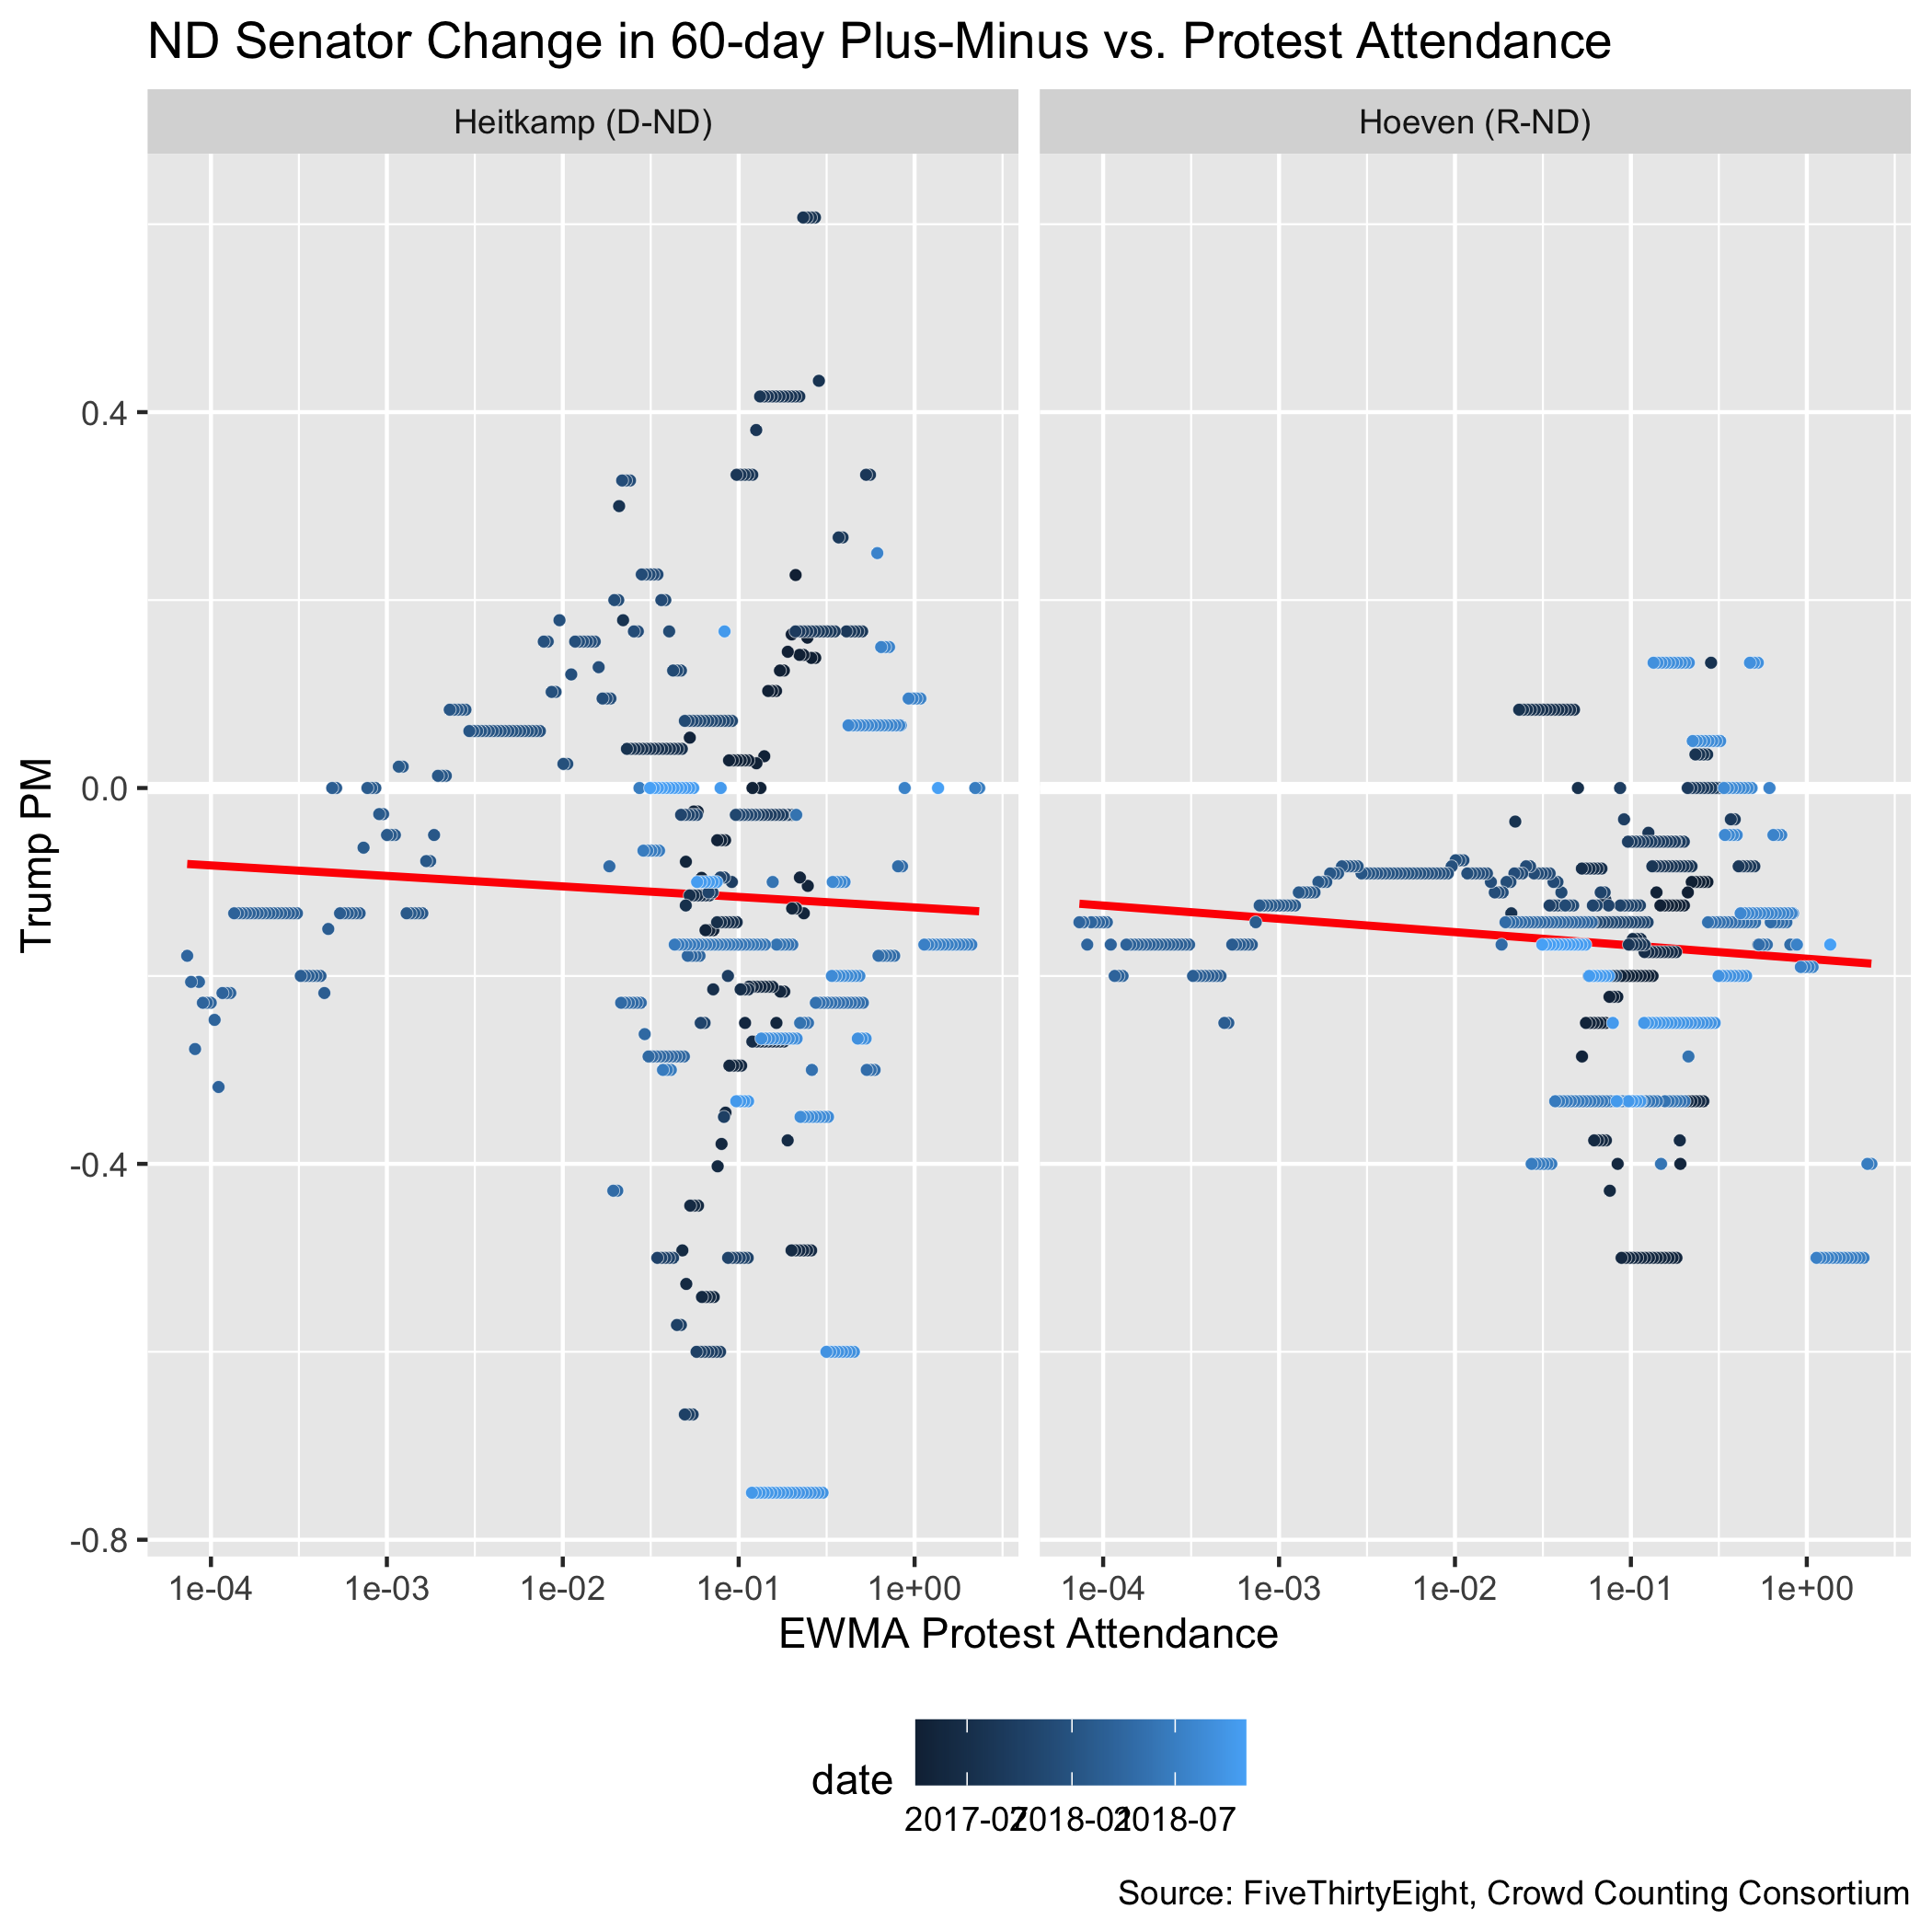 ND Senator Change in 60-day Plus-Minus vs. Protest Attendance
Heitkamp (D-ND)
Hoeven (R-ND)
Trump PM
0.4
0.0
-0.4
-0.8
1e-04 1e-03 1e-02 1e-01 1e+00
1e-04 1e-03 1e-02 1e-01 1e+00
EWMA Protest Attendance
date
2017-07 2018-01 2018-07
Source: FiveThirtyEight, Crowd Counting Consortium